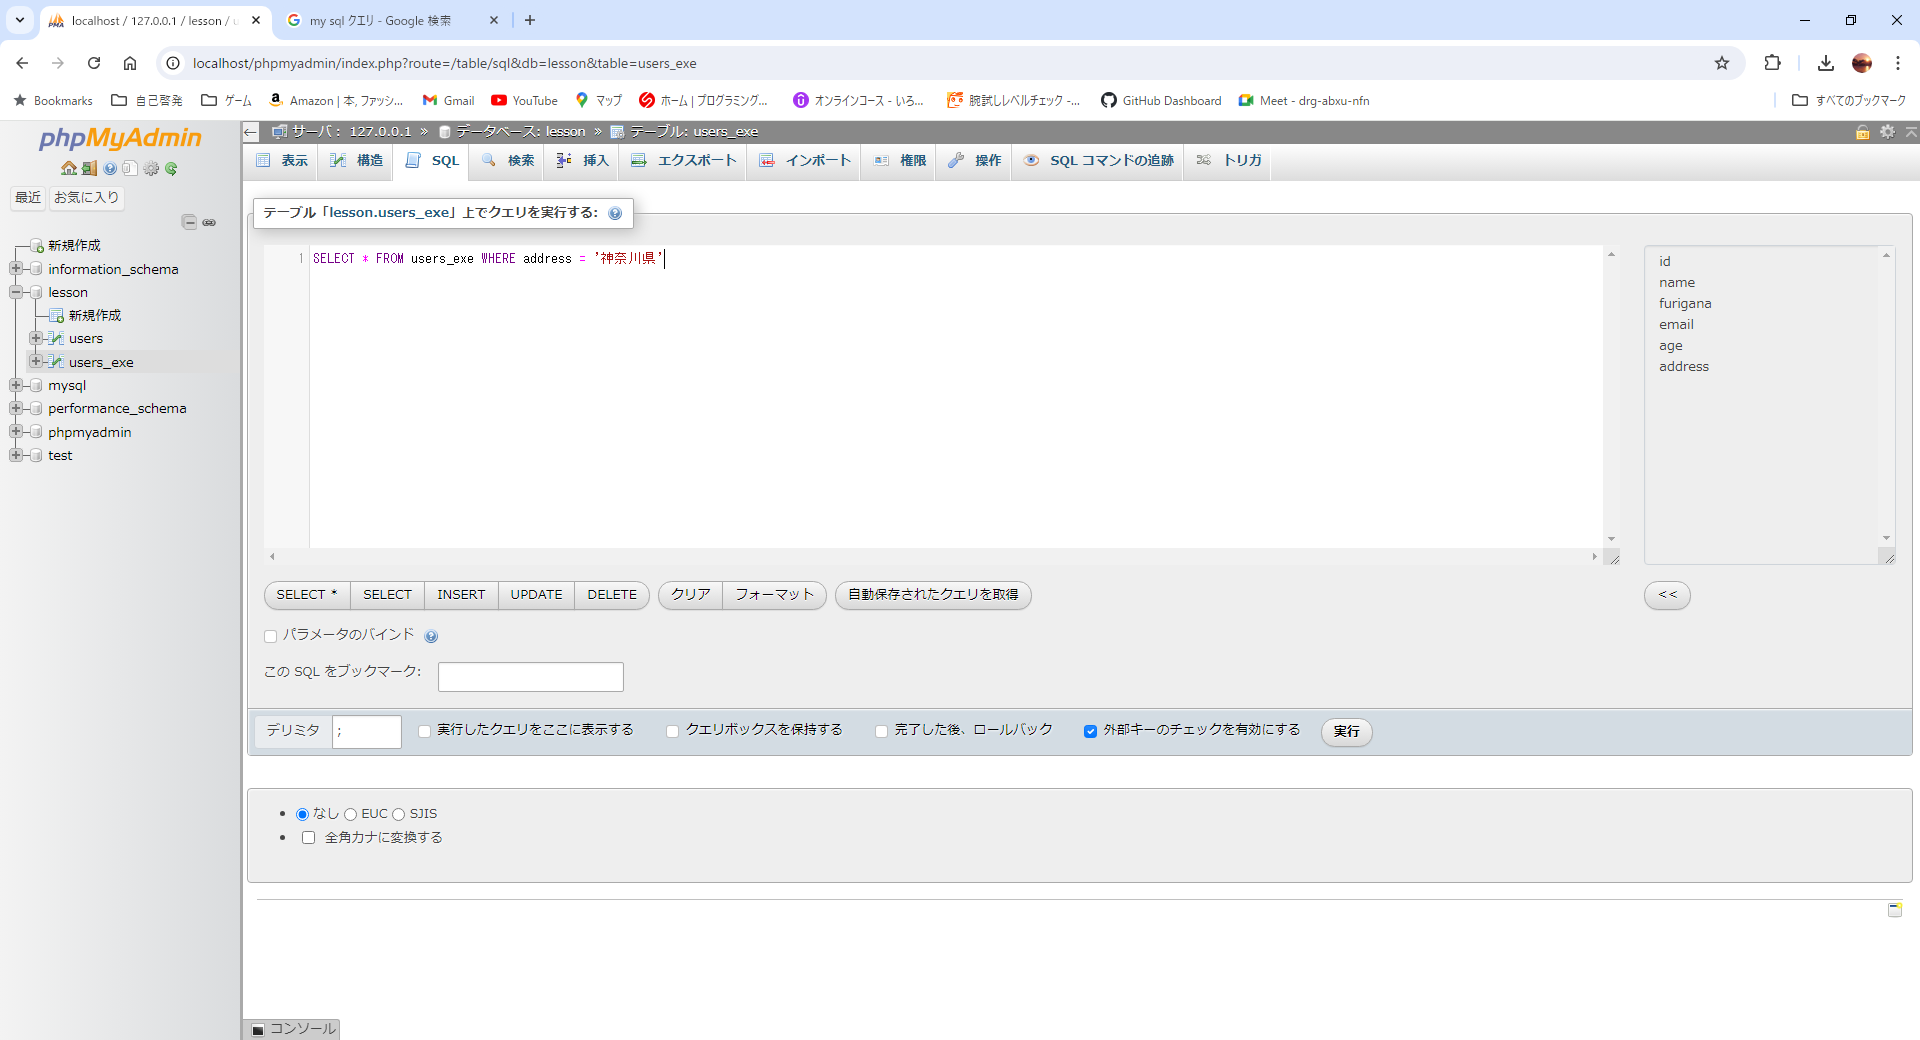 localhost / 127.0.0.1 / lesson / u
my sql クエリ - Google 検索
localhost/phpmyadmin/index.php?route=/table/sql&db=lesson&table=users_exe
Bookmarks 自己啓発 ゲーム Amazon | 本, ファッシ... Gmail YouTube マップ ホーム | プログラミング... オンラインコース - いろ... 腕試しレベルチェック -... GitHub Dashboard Meet - drg-abxu-nfn すべてのブックマーク
phpMyAdmin
最近 お気に入り
新規作成
information_schema
lesson
新規作成
users
users_exe
mysql
performance_schema
phpmyadmin
test
サーバ: 127.0.0.1 » データベース: lesson » テーブル: users_exe
表示 構造 SQL 検索 挿入 エクスポート インポート 権限 操作 SQL コマンドの追跡 トリガ
テーブル「lesson.users_exe」上でクエリを実行する:
1 SELECT * FROM users_exe WHERE address = '神奈川県'
id
name
furigana
email
age
address
SELECT * SELECT INSERT UPDATE DELETE クリア フォーマット 自動保存されたクエリを取得 <<
パラメータのバインド
この SQL をブックマーク:
デリミタ ; 実行したクエリをここに表示する クエリボックスを保持する 完了した後、ロールバック 外部キーのチェックを有効にする 実行
なし EUC SJIS
全角カナに変換する
コンソール